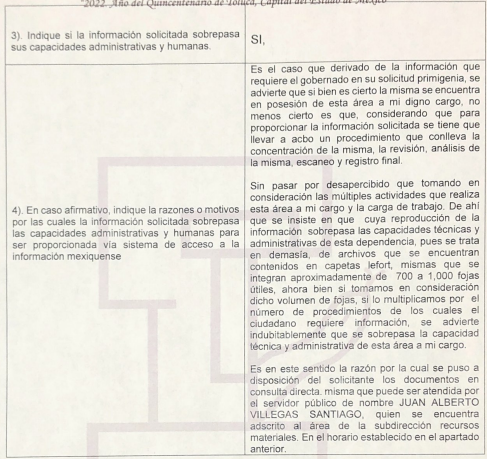 "2022. Año del Quincentenario de Toluca, Capital del Estado de México"
3). Indique si la información solicitada sobrepasa
sus capacidades administrativas y humanas.
SI,
4). En caso afirmativo, indique la razones o motivos
por las cuales la información solicitada sobrepasa
las capacidades administrativas y humanas para
ser proporcionada vía sistema de acceso a la
información mexiquense
Es el caso que derivado de la información que
requiere el gobernado en su solicitud primigenia, se
advierte que si bien es cierto la misma se encuentra
en posesión de esta área a mi digno cargo, no
menos cierto es que, considerando que para
proporcionar la información solicitada se tiene que
llevar a acbo un procedimiento que conlleva la
concentración de la misma, la revisión, análisis de
la misma, escaneo y registro final.
Sin pasar por desapercibido que tomando en
consideración las múltiples actividades que realiza
esta área a mi cargo y la carga de trabajo. De ahí
que se insiste en que cuya reproducción de la
información sobrepasa las capacidades técnicas y
administrativas de esta dependencia, pues se trata
en demasía, de archivos que se encuentran
contenidos en capetas lefort, mismas que se
integran aproximadamente de 700 a 1,000 fojas
útiles, ahora bien si tomamos en consideración
dicho volumen de fojas, si lo multiplicamos por el
número de procedimientos de los cuales el
ciudadano requiere información, se advierte
indubitablemente que se sobrepasa la capacidad
técnica y administrativa de esta área a mi cargo.
Es en este sentido la razón por la cual se puso a
disposición del solicitante los documentos en
consulta directa, misma que puede ser atendida por
el servidor público de nombre JUAN ALBERTO
VILLEGAS SANTIAGO, quien se encuentra
adscrito al área de la subdirección recursos
materiales. En el horario establecido en el apartado
anterior.